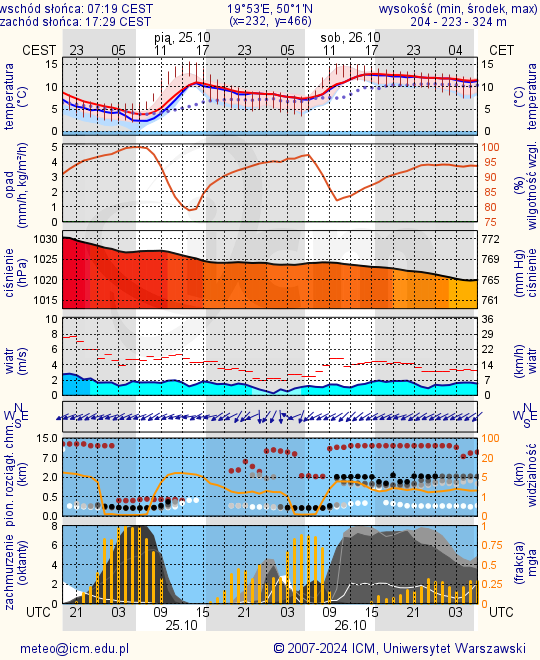 wschód słońca: 07:19 CEST 19°53'E, 50°1'N wysokość (min, środek, max)
zachód słońca: 17:29 CEST (x=232, y=466) 204 - 223 - 324 m
pią, 25.10 sob, 26.10
CEST 23 05 11 17 23 05 11 17 23 04 CET
temperatura (°C)
15 10 5 0
15 10 5 0
temperatura (°C)
opad (mm/h, kg/m²/h)
5 4 3 2 1 0
100 95 90 85 80 75
(%) wilgotność wzgl.
ciśnienie (hPa)
1030 1025 1020 1015
772 769 765 761
(mm Hg) ciśnienie
wiatr (m/s)
10 8 6 4 2 0
36 29 22 14 7 0
(km/h) wiatr
N W E S
N W E S
pion. rozciągł. chm. (km)
15.0 7.0 2.0 0.5 0.0
100 20 5 1 0
(km) widzialność
zachmurzenie (oktanty)
8 6 4 2 0
1 0.75 0.5 0.25 0
(frakcja) mgła
UTC 21 03 09 15 21 03 09 15 21 03 UTC
25.10 26.10
meteo@icm.edu.pl © 2007-2024 ICM, Uniwersytet Warszawski